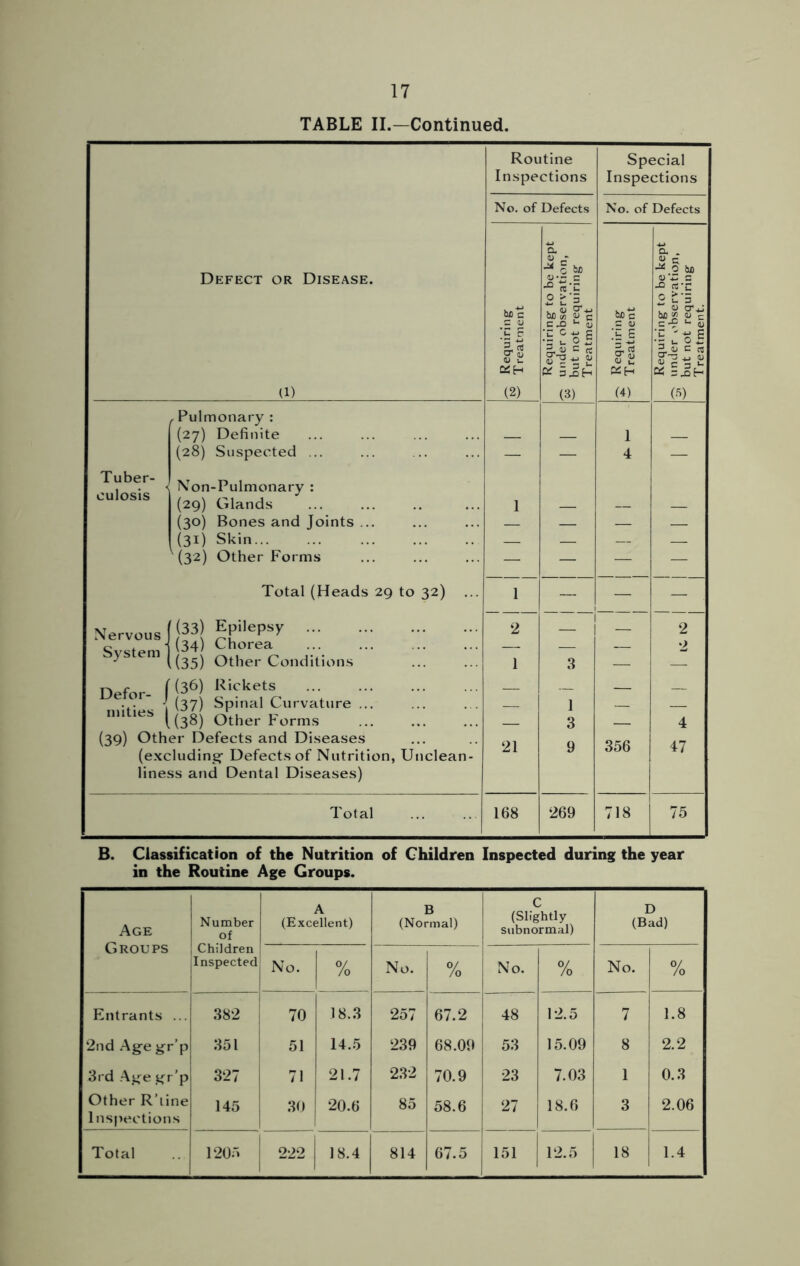 17
TABLE II.—Continued.
Defect or Disease.
Routine Inspections
Special Inspections
No. of Defects
No. of Defects
(1)
Requiring Treatment (2)
Requiring to be kept under observation, but not requiring Treatment (3)
Requiring Treatment (4)
Requiring to be kept under observation, but not requiring Treatment. (5)
Tuberculosis
Pulmonary :
(27) Definite ... ... ... ... — — 1 —
(28) Suspected ... ... ... ... — — 4 —
Non-Pulmonary :
(29) Glands ... ... .. ... 1 — — —
(30) Bones and Joints ... ... ... — — — —
(31) Skin... ... ... ... .. — — — —
(32) Other Forms ... ... ... — — — —
Total (Heads 29 to 32) ... 1 — — —
Nervous System
(33) Epilepsy ... ... ... ... 2 — — 2
(34) Chorea ... ... ... ... — — — 2
(35) Other Conditions ... ... 1 3 — —
Defor-mities
(36) Rickets ... ... ... ... — — — —
(37) Spinal Curvature ... ... ... — 1 — —
(38) Other Forms ... ... ... — 3 — 4
(39) Other Defects and Diseases ... .. 21 9 356 47
(excluding Defects of Nutrition, Unclean-
liness and Dental Diseases)
Total ... ... 168 269 718 75
B. Classification of the Nutrition of Children Inspected during the year
in the Routine Age Groups.
Age Groups
Number of Children Inspected
A (Excellent)
B (Normal)
C (Slightly subnormal)
D (Bad)
No. % No. % No. % No. %
Entrants ... 382 70 18.3 257 67.2 48 12.5 7 1.8
2nd Age gr'p 351 51 14.5 239 68.09 53 15.09 8 2.2
3rd Age gr'p 327 71 21.7 232 70.9 23 7.03 1 0.3
Other R'tine Inspections 145 30 20.6 85 58.6 27 18.6 3 2.06
Total .. 1205 222 18.4 814 67.5 151 12.5 18 1.4